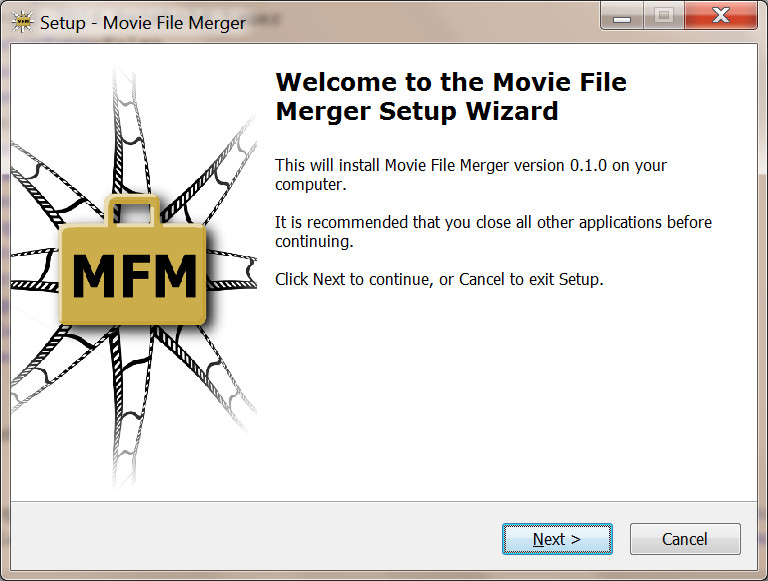 Setup - Movie File Merger
Welcome to the Movie File
Merger Setup Wizard
This will install Movie File Merger version 0.1.0 on your
computer.
It is recommended that you close all other applications before
continuing.
Click Next to continue, or Cancel to exit Setup.
MFM
Next >
Cancel